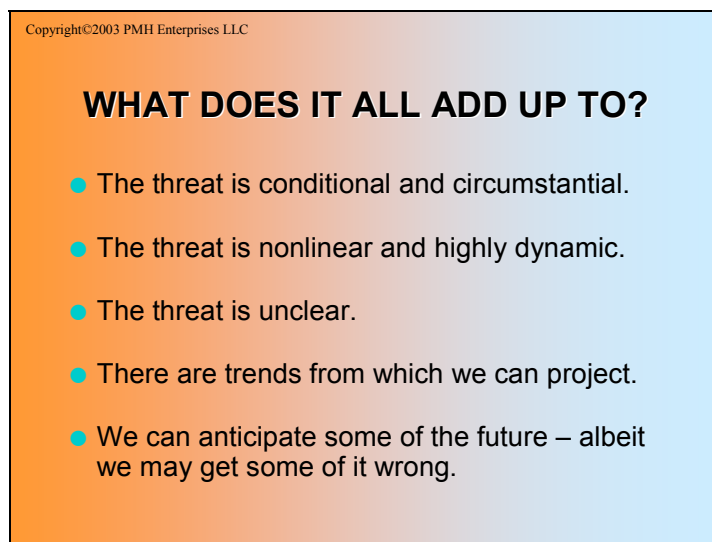 Copyright©2003 PMH Enterprises LLC
WHAT DOES IT ALL ADD UP TO?
The threat is conditional and circumstantial.
The threat is nonlinear and highly dynamic.
The threat is unclear.
There are trends from which we can project.
We can anticipate some of the future – albeit
we may get some of it wrong.